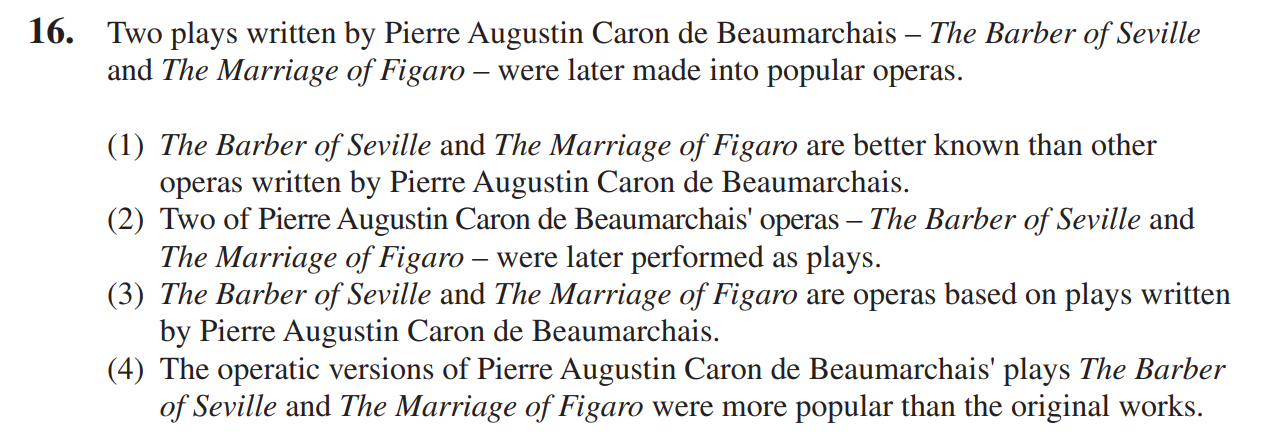 16. Two plays written by Pierre Augustin Caron de Beaumarchais – The Barber of Seville
and The Marriage of Figaro – were later made into popular operas.
(1) The Barber of Seville and The Marriage of Figaro are better known than other
operas written by Pierre Augustin Caron de Beaumarchais.
(2) Two of Pierre Augustin Caron de Beaumarchais' operas – The Barber of Seville and
The Marriage of Figaro – were later performed as plays.
(3) The Barber of Seville and The Marriage of Figaro are operas based on plays written
by Pierre Augustin Caron de Beaumarchais.
(4) The operatic versions of Pierre Augustin Caron de Beaumarchais' plays The Barber
of Seville and The Marriage of Figaro were more popular than the original works.